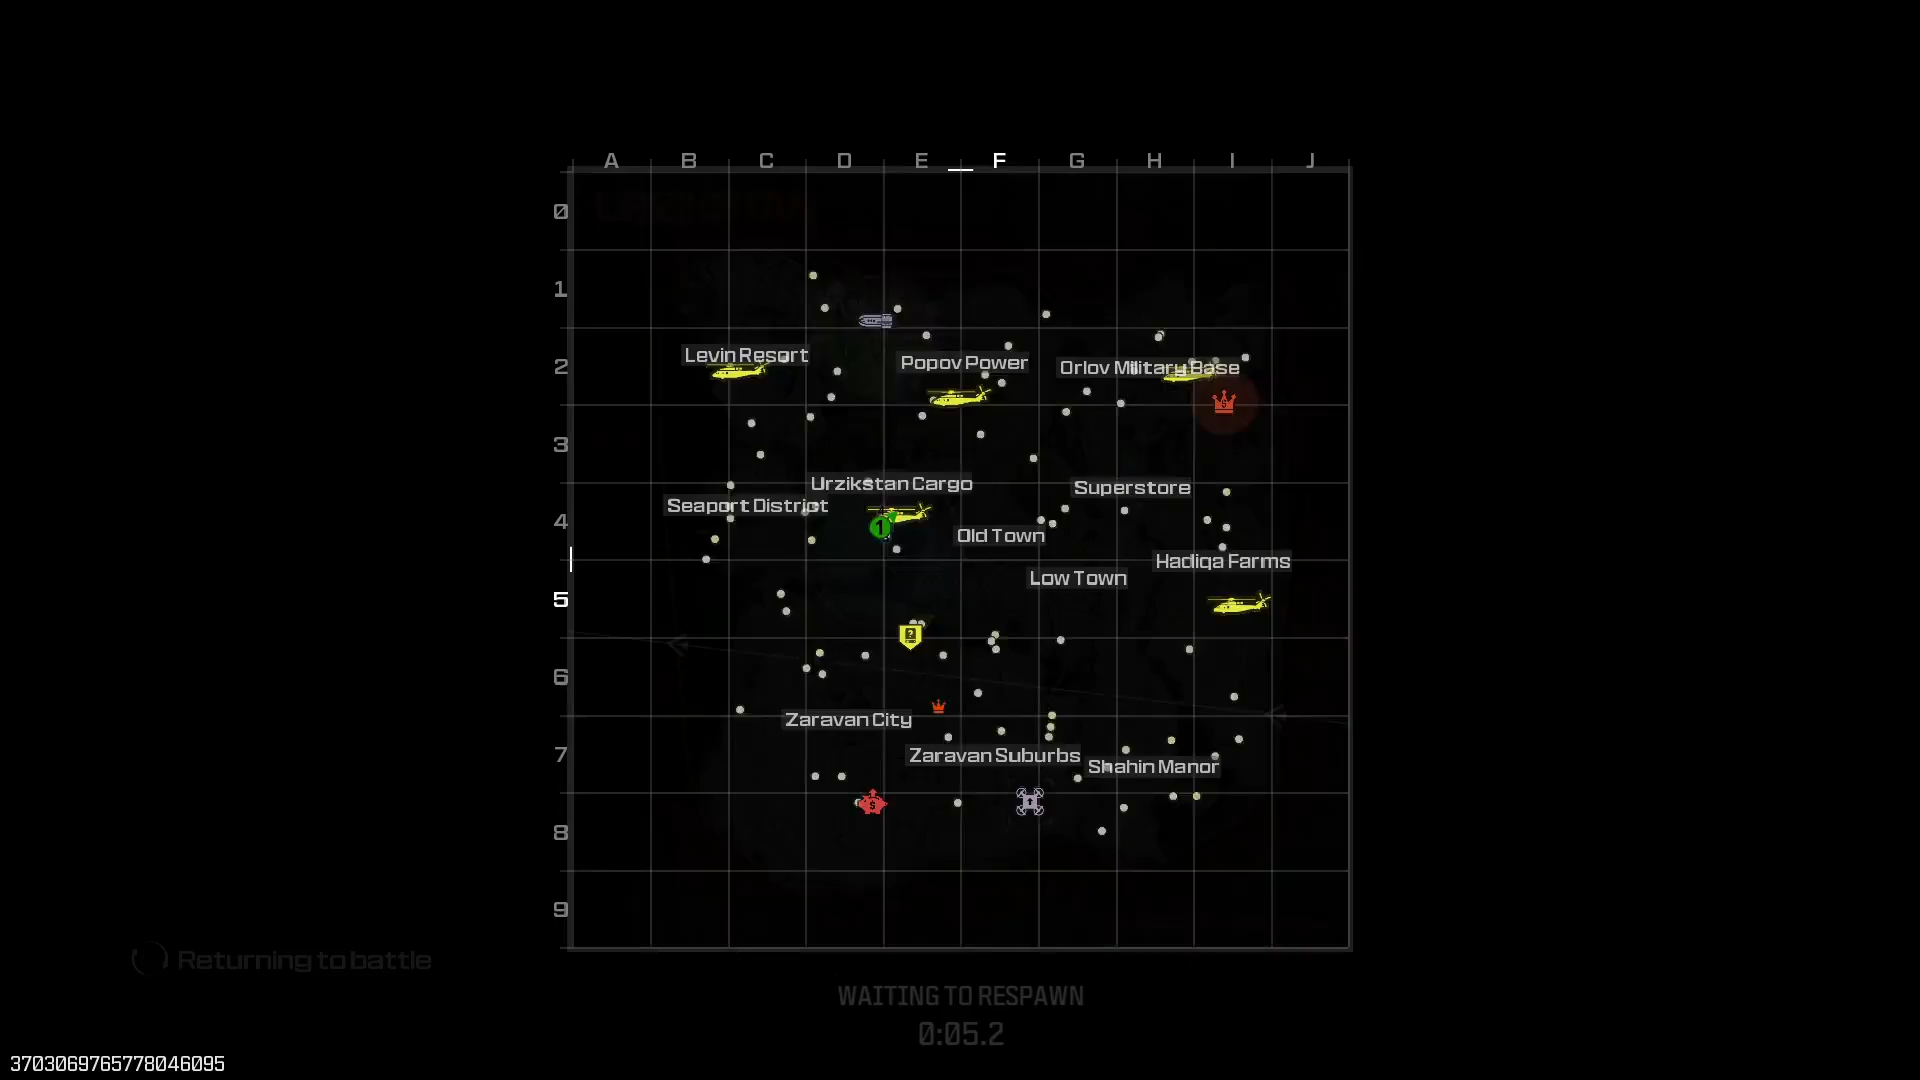 A B C D E F G H I J
0
1
Levin Resort
Popov Power
Orlov Military Base
2
3
Urzikstan Cargo
Superstore
Seaport District
4
1
Old Town
Hadiqa Farms
Low Town
5
?
6
Zaravan City
7
Zaravan Suburbs
Shahin Manor
$
8
9
Returning to battle
WAITING TO RESPAWN
0:05.2
3703069765778046095